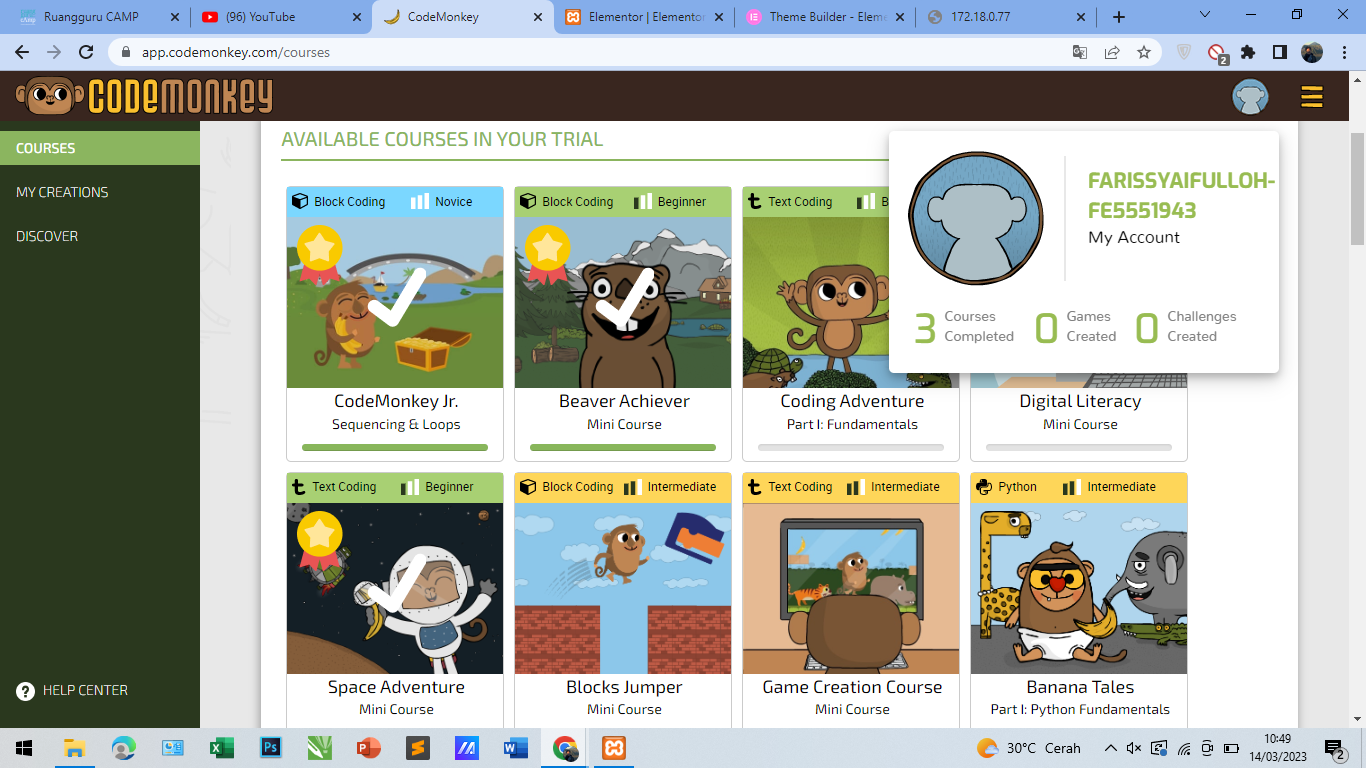 Ruangguru CAMP
(96) YouTube
CodeMonkey
Elementor | Elementor
Theme Builder - Eleme
172.18.0.77
app.codemonkey.com/courses
2
CODEMONKEY
COURSES
MY CREATIONS
DISCOVER
HELP CENTER
AVAILABLE COURSES IN YOUR TRIAL
FARISSYAIFULLOH-
FE5551943
My Account
3 Courses Completed
0 Games Created
0 Challenges Created
Block Coding Novice
CodeMonkey Jr.
Sequencing & Loops
Block Coding Beginner
Beaver Achiever
Mini Course
Text Coding B
Coding Adventure
Part I: Fundamentals
Digital Literacy
Mini Course
Text Coding Beginner
Space Adventure
Mini Course
Block Coding Intermediate
Blocks Jumper
Mini Course
Text Coding Intermediate
Game Creation Course
Mini Course
Python Intermediate
Banana Tales
Part I: Python Fundamentals
30°C Cerah
10:49
14/03/2023
2